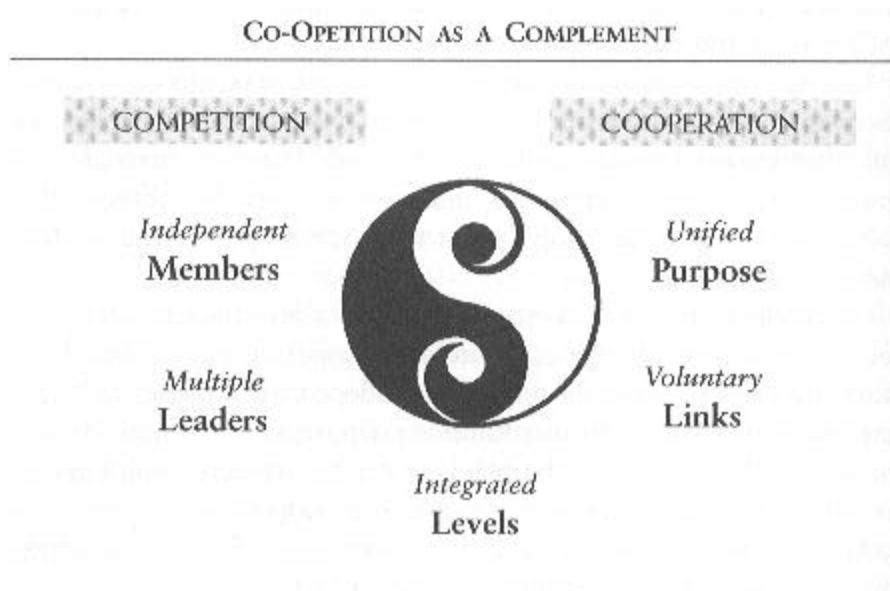 CO-OPETITION AS A COMPLEMENT
COMPETITION
COOPERATION
Independent
Members
Unified
Purpose
Multiple
Leaders
Voluntary
Links
Integrated
Levels